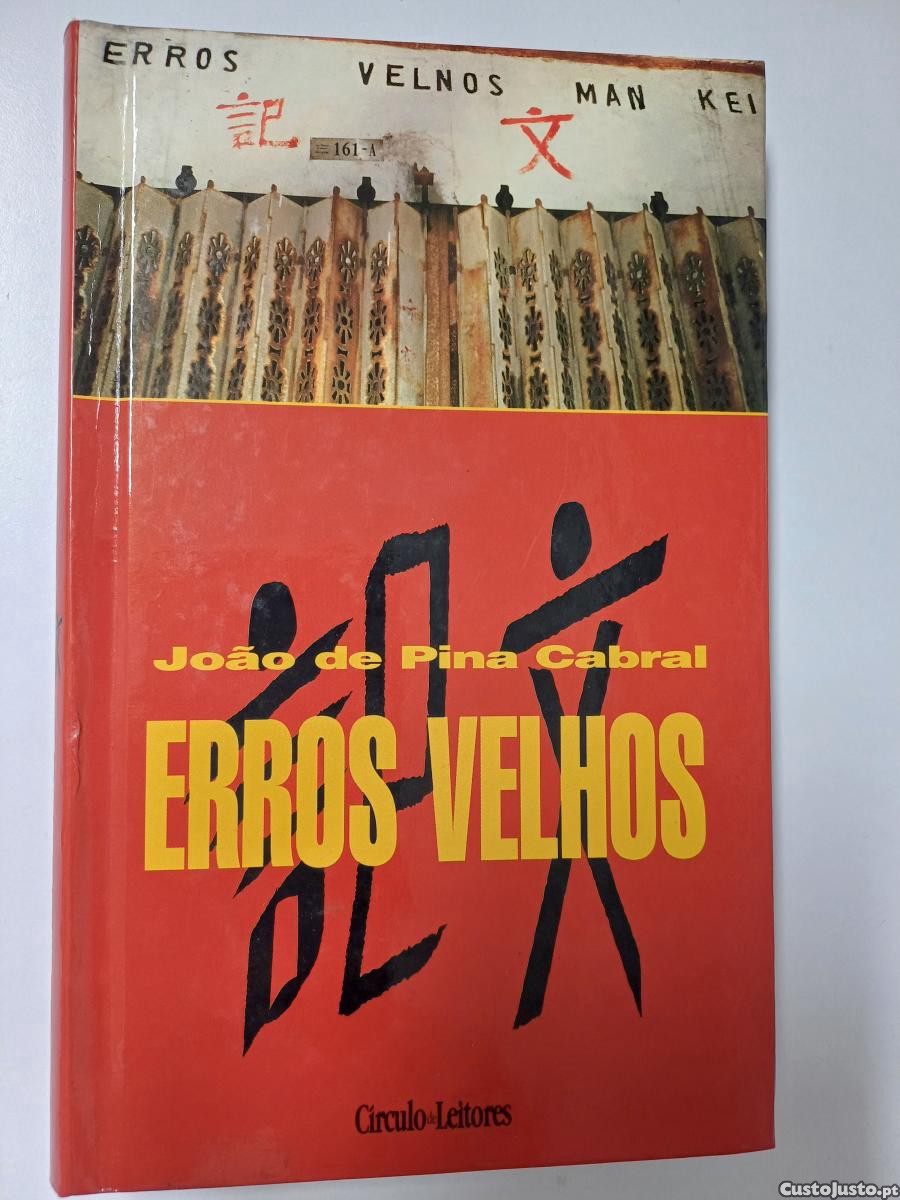 ERROS VELNOS MAN KEI
記 文
161-A
João de Pina Cabral
記文
ERROS VELHOS
Círculo de Leitores
CustoJusto.pt